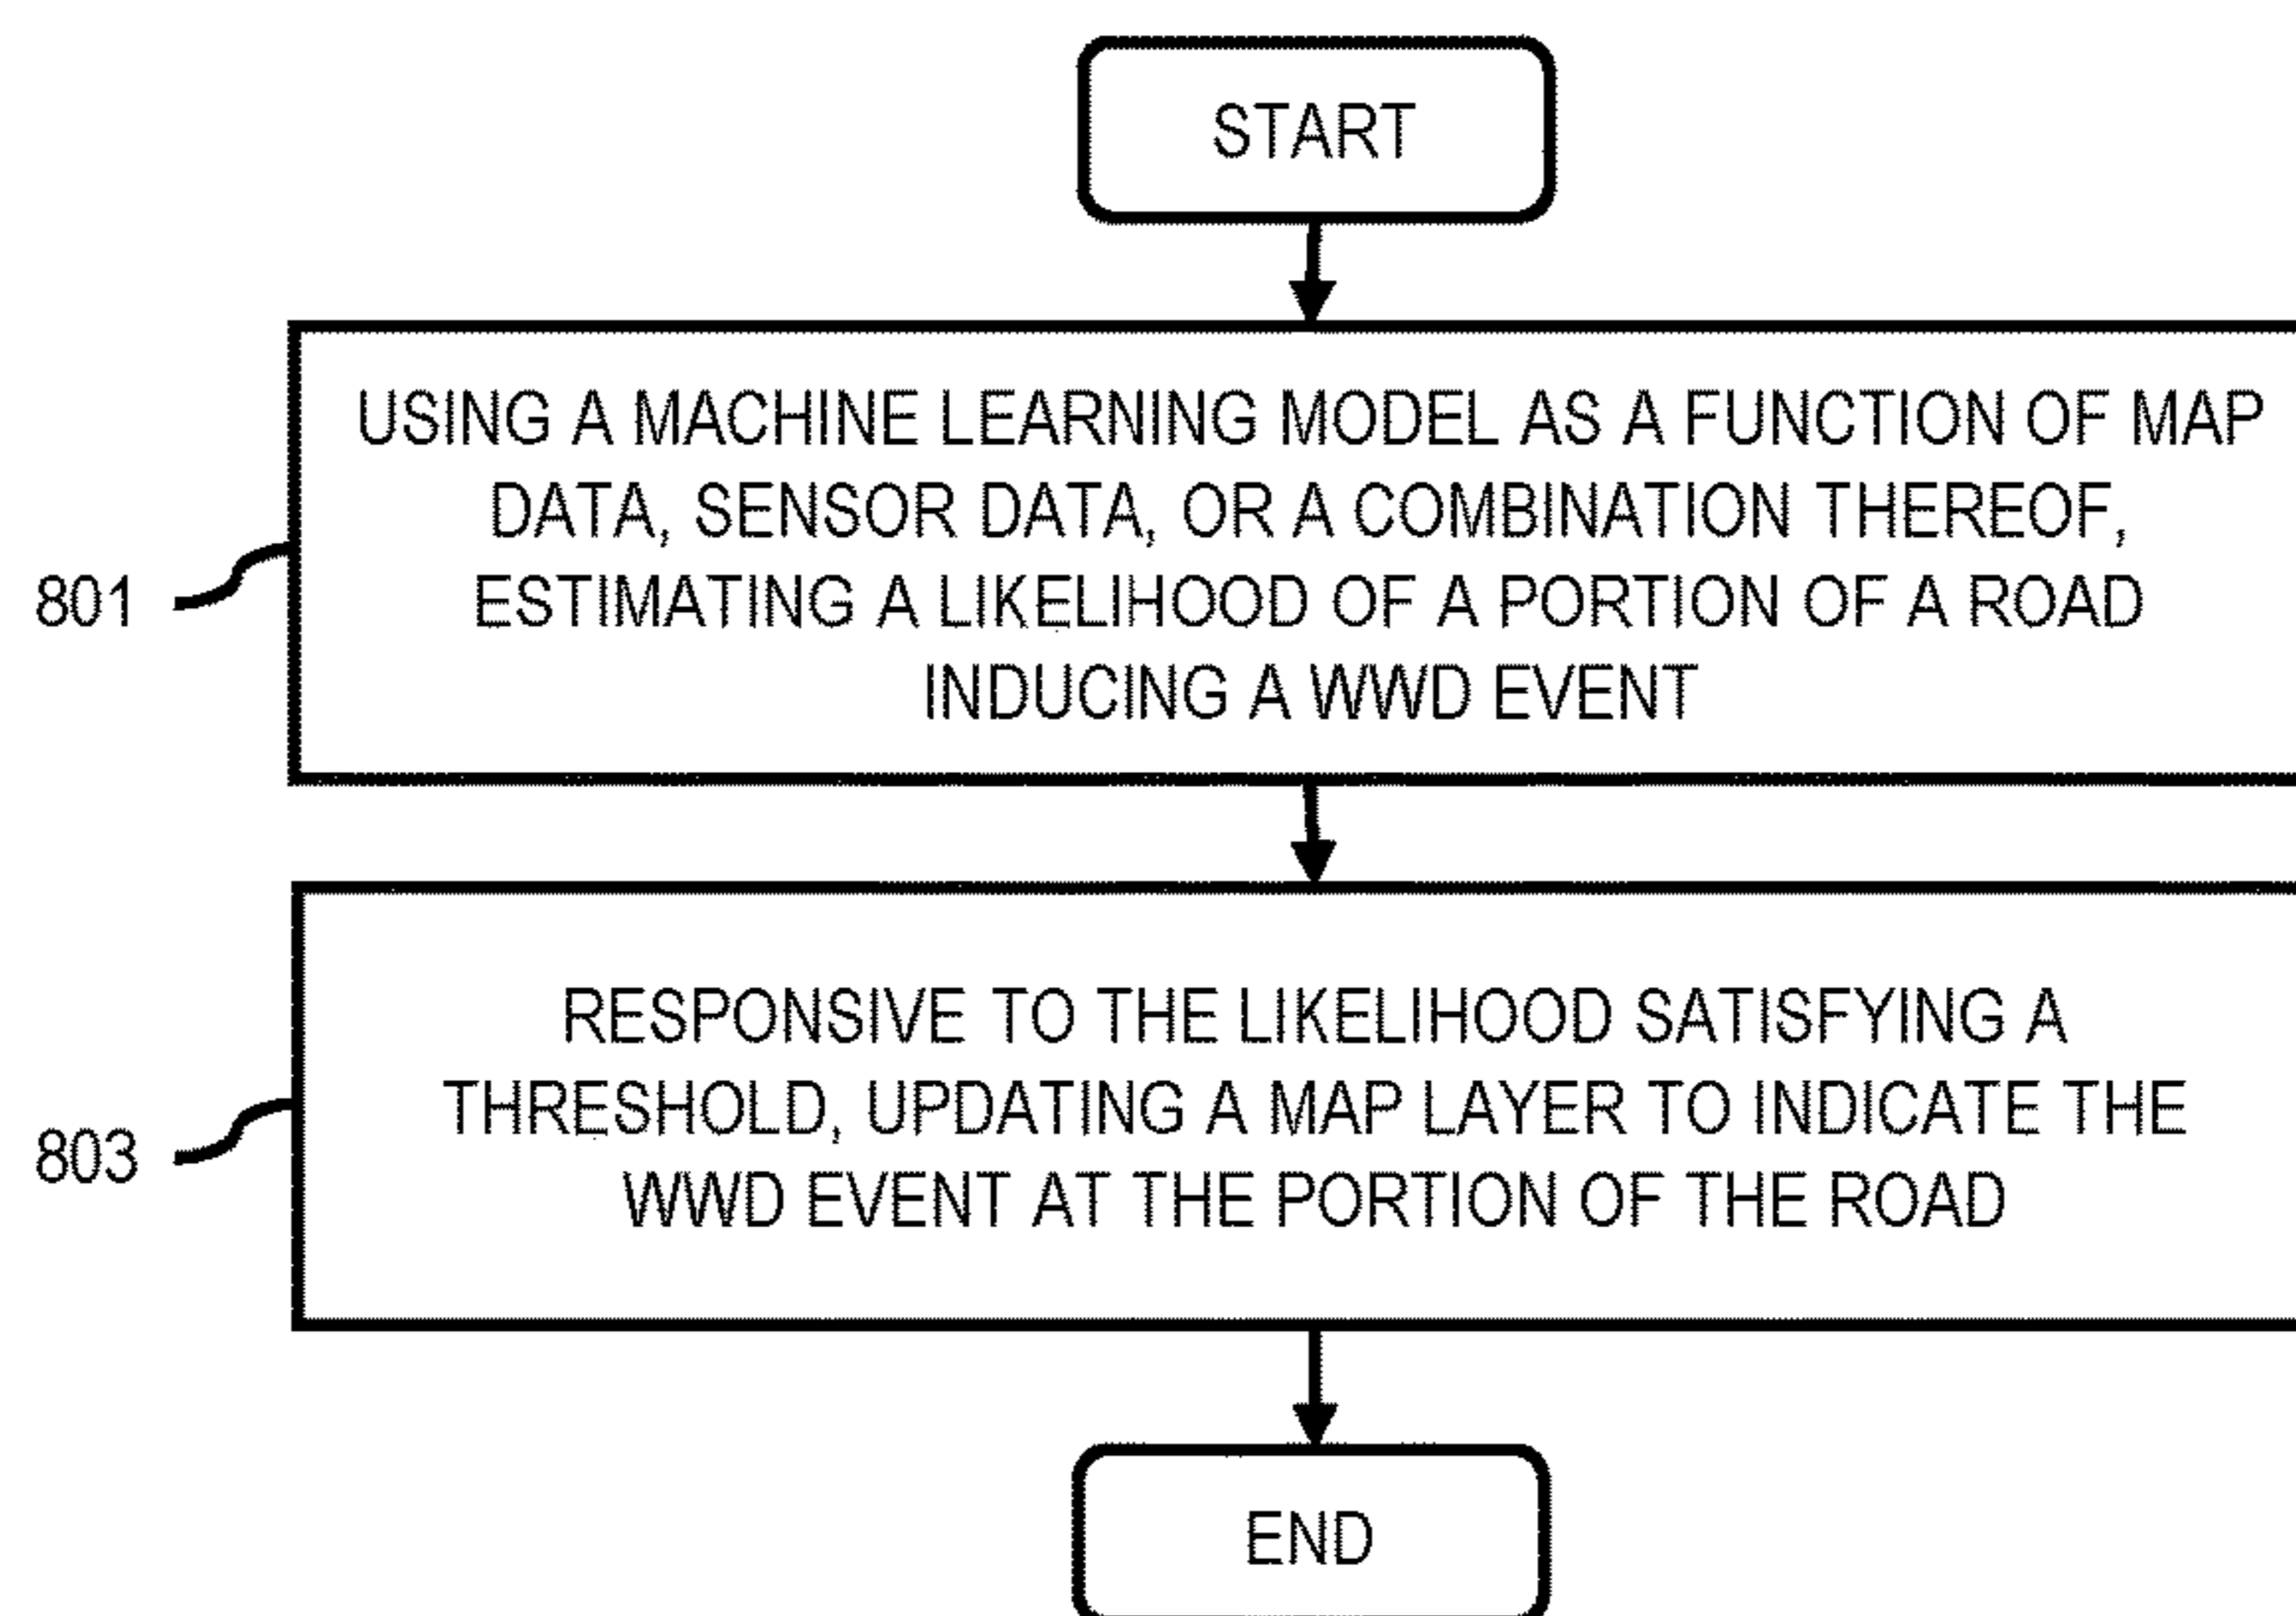 START
USING A MACHINE LEARNING MODEL AS A FUNCTION OF MAP
DATA, SENSOR DATA, OR A COMBINATION THEREOF,
ESTIMATING A LIKELIHOOD OF A PORTION OF A ROAD
INDUCING A WWD EVENT
801
RESPONSIVE TO THE LIKELIHOOD SATISFYING A
THRESHOLD, UPDATING A MAP LAYER TO INDICATE THE
WWD EVENT AT THE PORTION OF THE ROAD
803
END